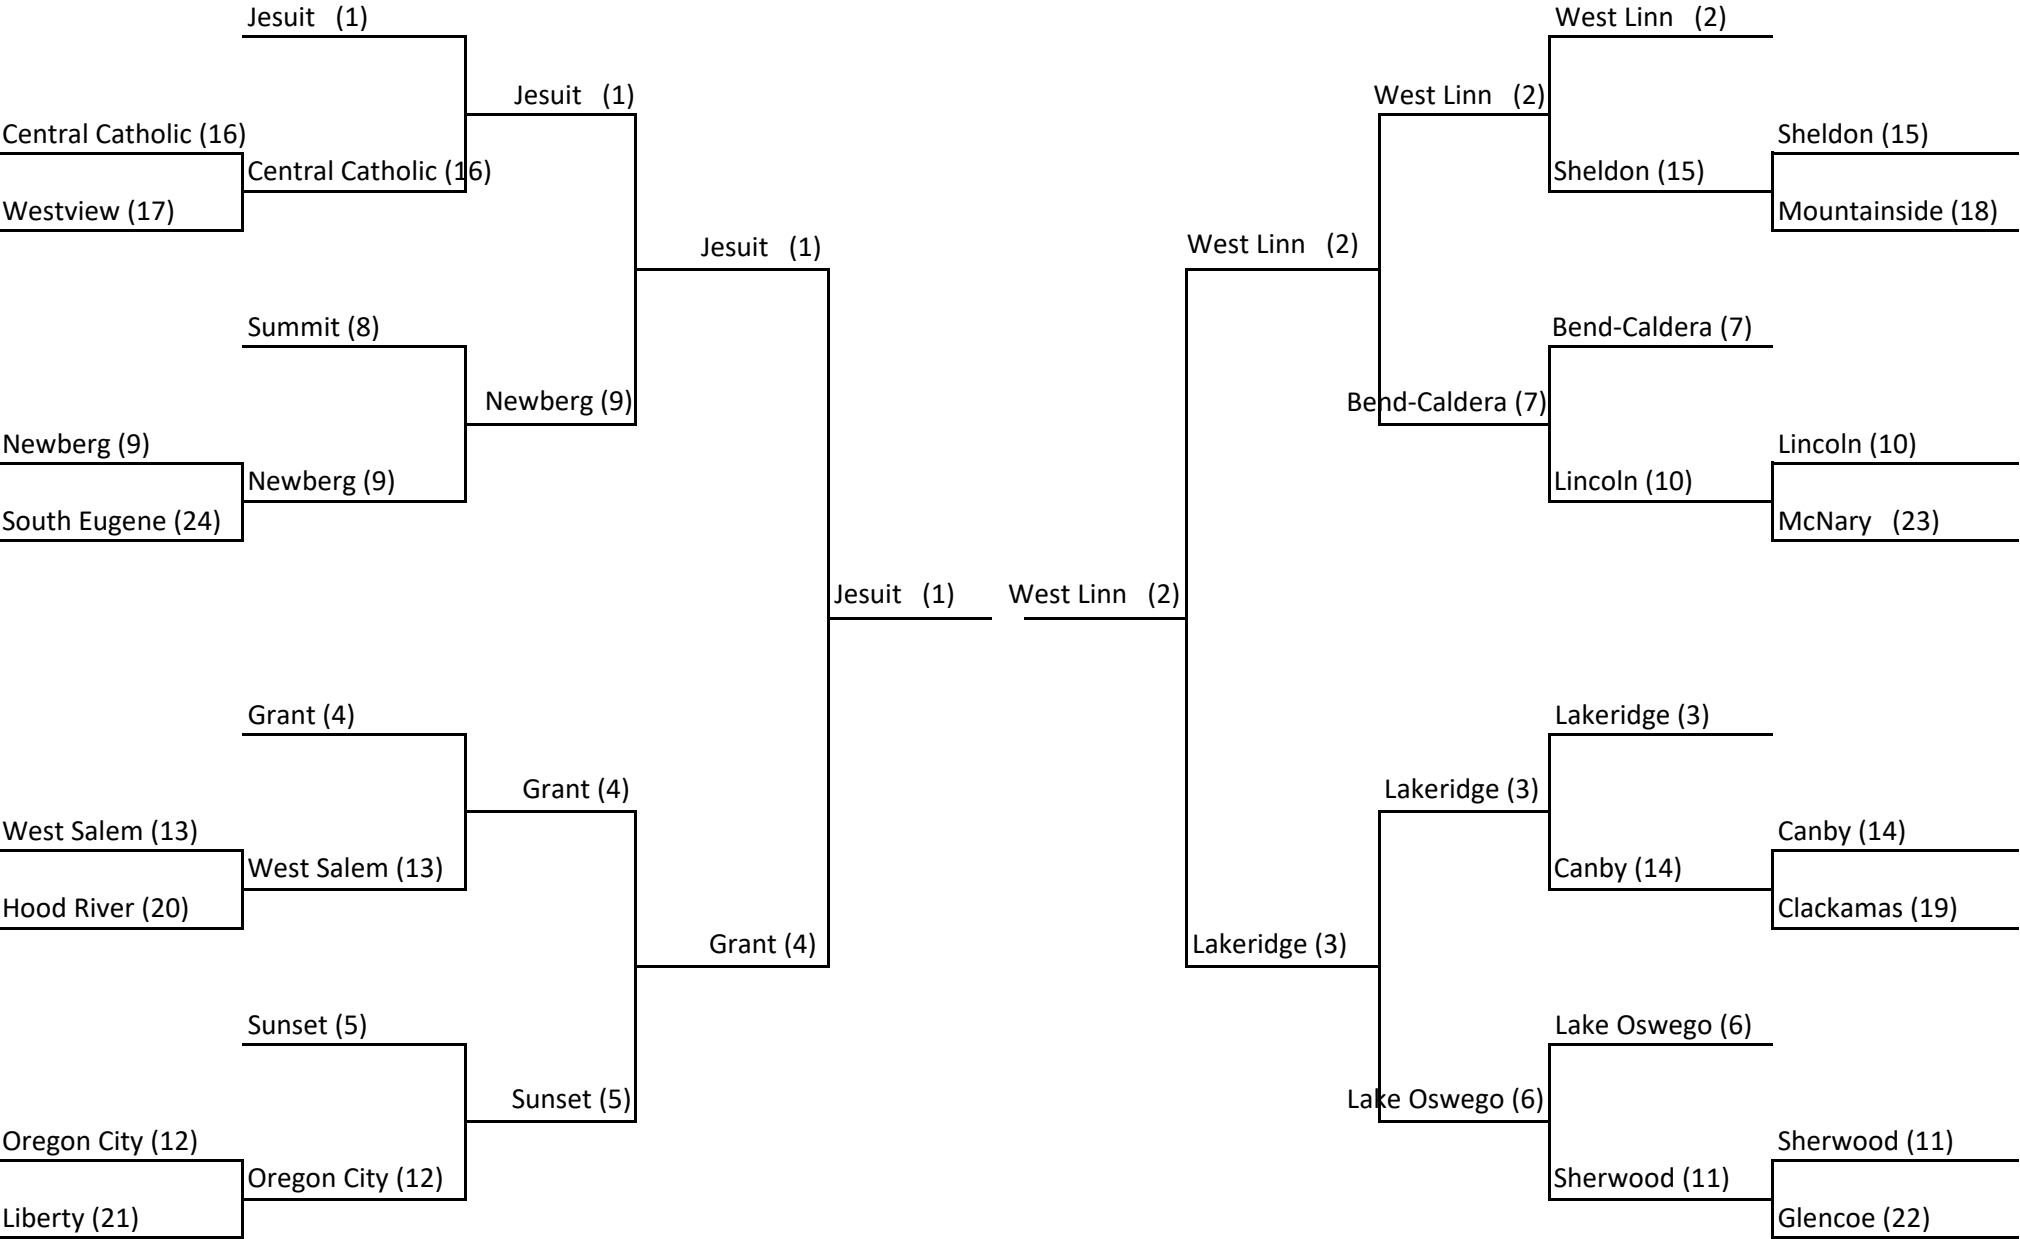 Jesuit (1)
West Linn (2)
Jesuit (1)
West Linn (2)
Central Catholic (16)
Sheldon (15)
Central Catholic (16)
Sheldon (15)
Westview (17)
Mountainside (18)
Jesuit (1)
West Linn (2)
Summit (8)
Bend-Caldera (7)
Newberg (9)
Bend-Caldera (7)
Newberg (9)
Lincoln (10)
Newberg (9)
Lincoln (10)
South Eugene (24)
McNary (23)
Jesuit (1)
West Linn (2)
Grant (4)
Lakeridge (3)
Grant (4)
Lakeridge (3)
West Salem (13)
Canby (14)
West Salem (13)
Canby (14)
Hood River (20)
Clackamas (19)
Grant (4)
Lakeridge (3)
Sunset (5)
Lake Oswego (6)
Sunset (5)
Lake Oswego (6)
Oregon City (12)
Sherwood (11)
Oregon City (12)
Sherwood (11)
Liberty (21)
Glencoe (22)